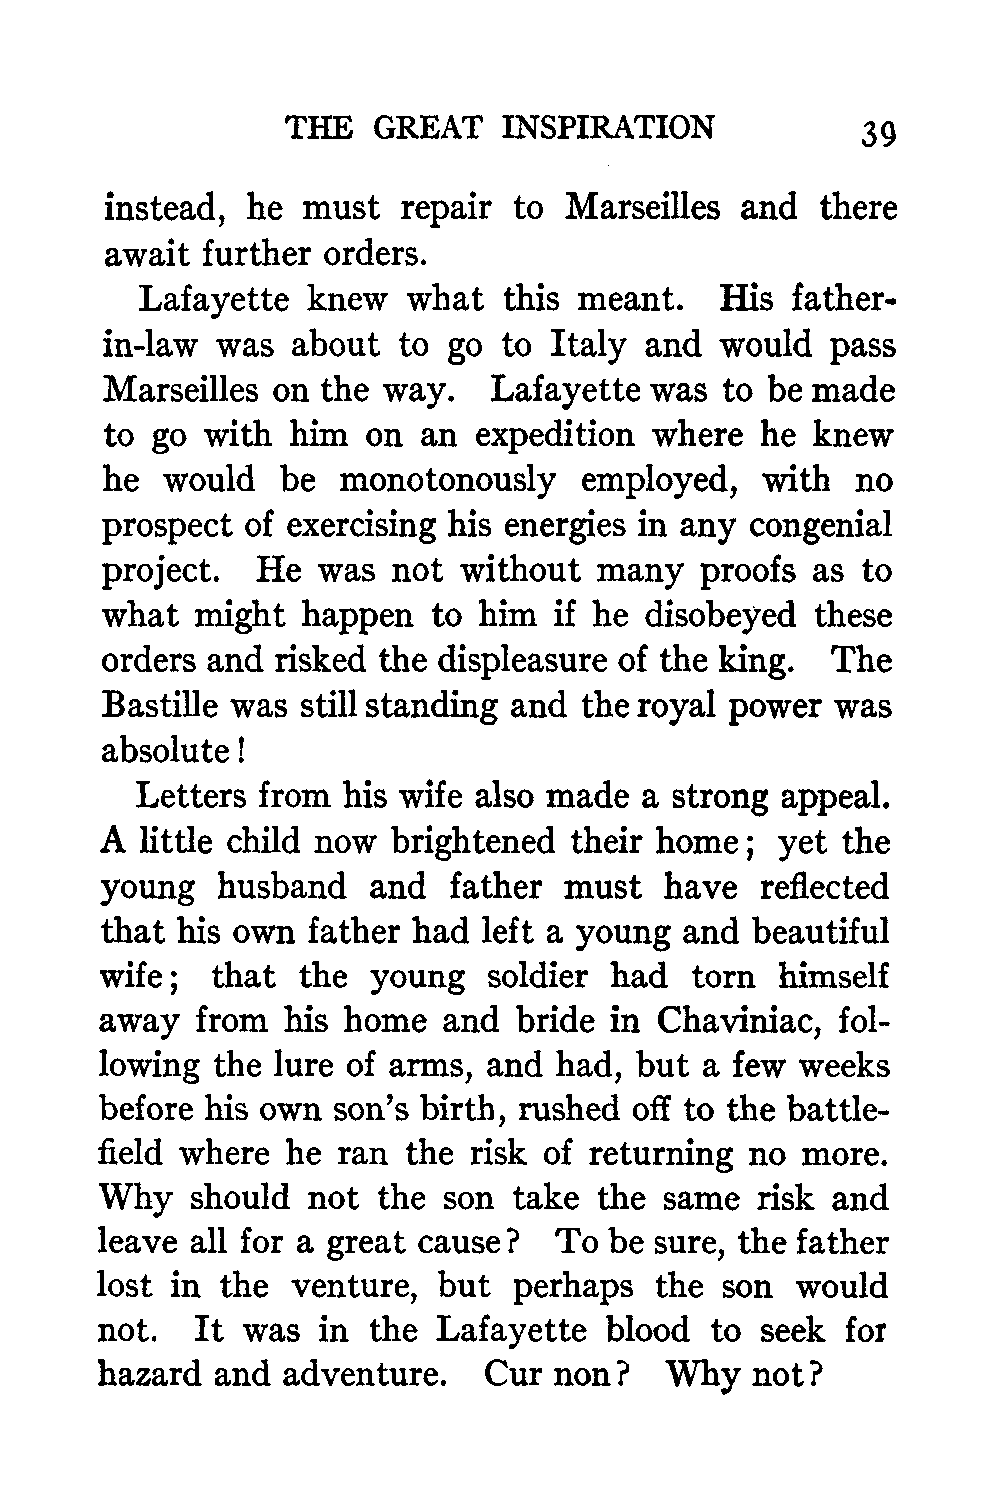 THE GREAT INSPIRATION 39
instead, he must repair to Marseilles and there
await further orders.
Lafayette knew what this meant. His father-
in-law was about to go to Italy and would pass
Marseilles on the way. Lafayette was to be made
to go with him on an expedition where he knew
he would be monotonously employed, with no
prospect of exercising his energies in any congenial
project. He was not without many proofs as to
what might happen to him if he disobeyed these
orders and risked the displeasure of the king. The
Bastille was still standing and the royal power was
absolute!
Letters from his wife also made a strong appeal.
A little child now brightened their home; yet the
young husband and father must have reflected
that his own father had left a young and beautiful
wife; that the young soldier had torn himself
away from his home and bride in Chaviniac, fol-
lowing the lure of arms, and had, but a few weeks
before his own son's birth, rushed off to the battle-
field where he ran the risk of returning no more.
Why should not the son take the same risk and
leave all for a great cause? To be sure, the father
lost in the venture, but perhaps the son would
not. It was in the Lafayette blood to seek for
hazard and adventure. Cur non? Why not?